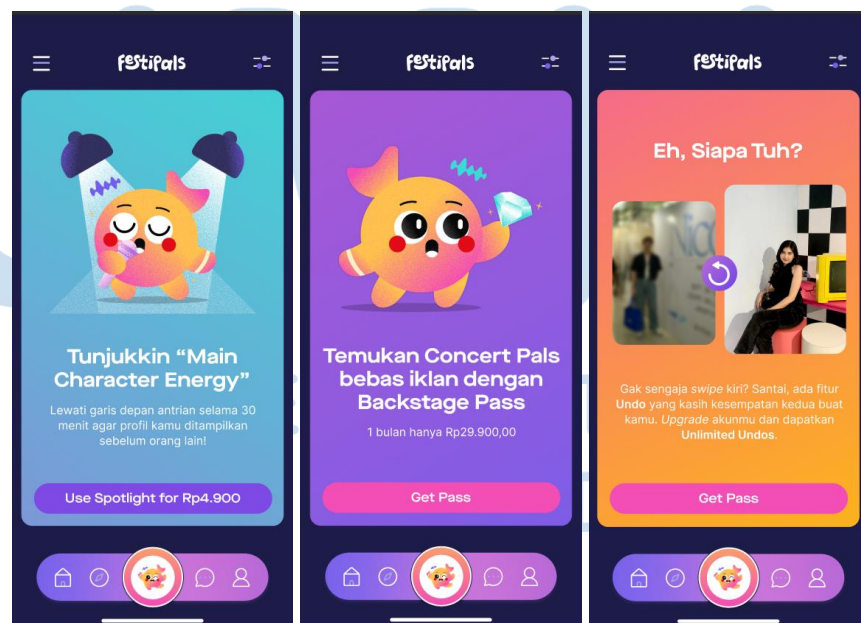 festipals
Tunjukkin “Main
Character Energy”
Lewati garis depan antrian selama 30
menit agar profil kamu ditampilkan
sebelum orang lain!
Use Spotlight for Rp4.900
festipals
Temukan Concert Pals
bebas iklan dengan
Backstage Pass
1 bulan hanya Rp29.900,00
Get Pass
festipals
Eh, Siapa Tuh?
Gak sengaja swipe kiri? Santai, ada fitur
Undo yang kasih kesempatan kedua buat
kamu. Upgrade akunmu dan dapatkan
Unlimited Undos.
Get Pass